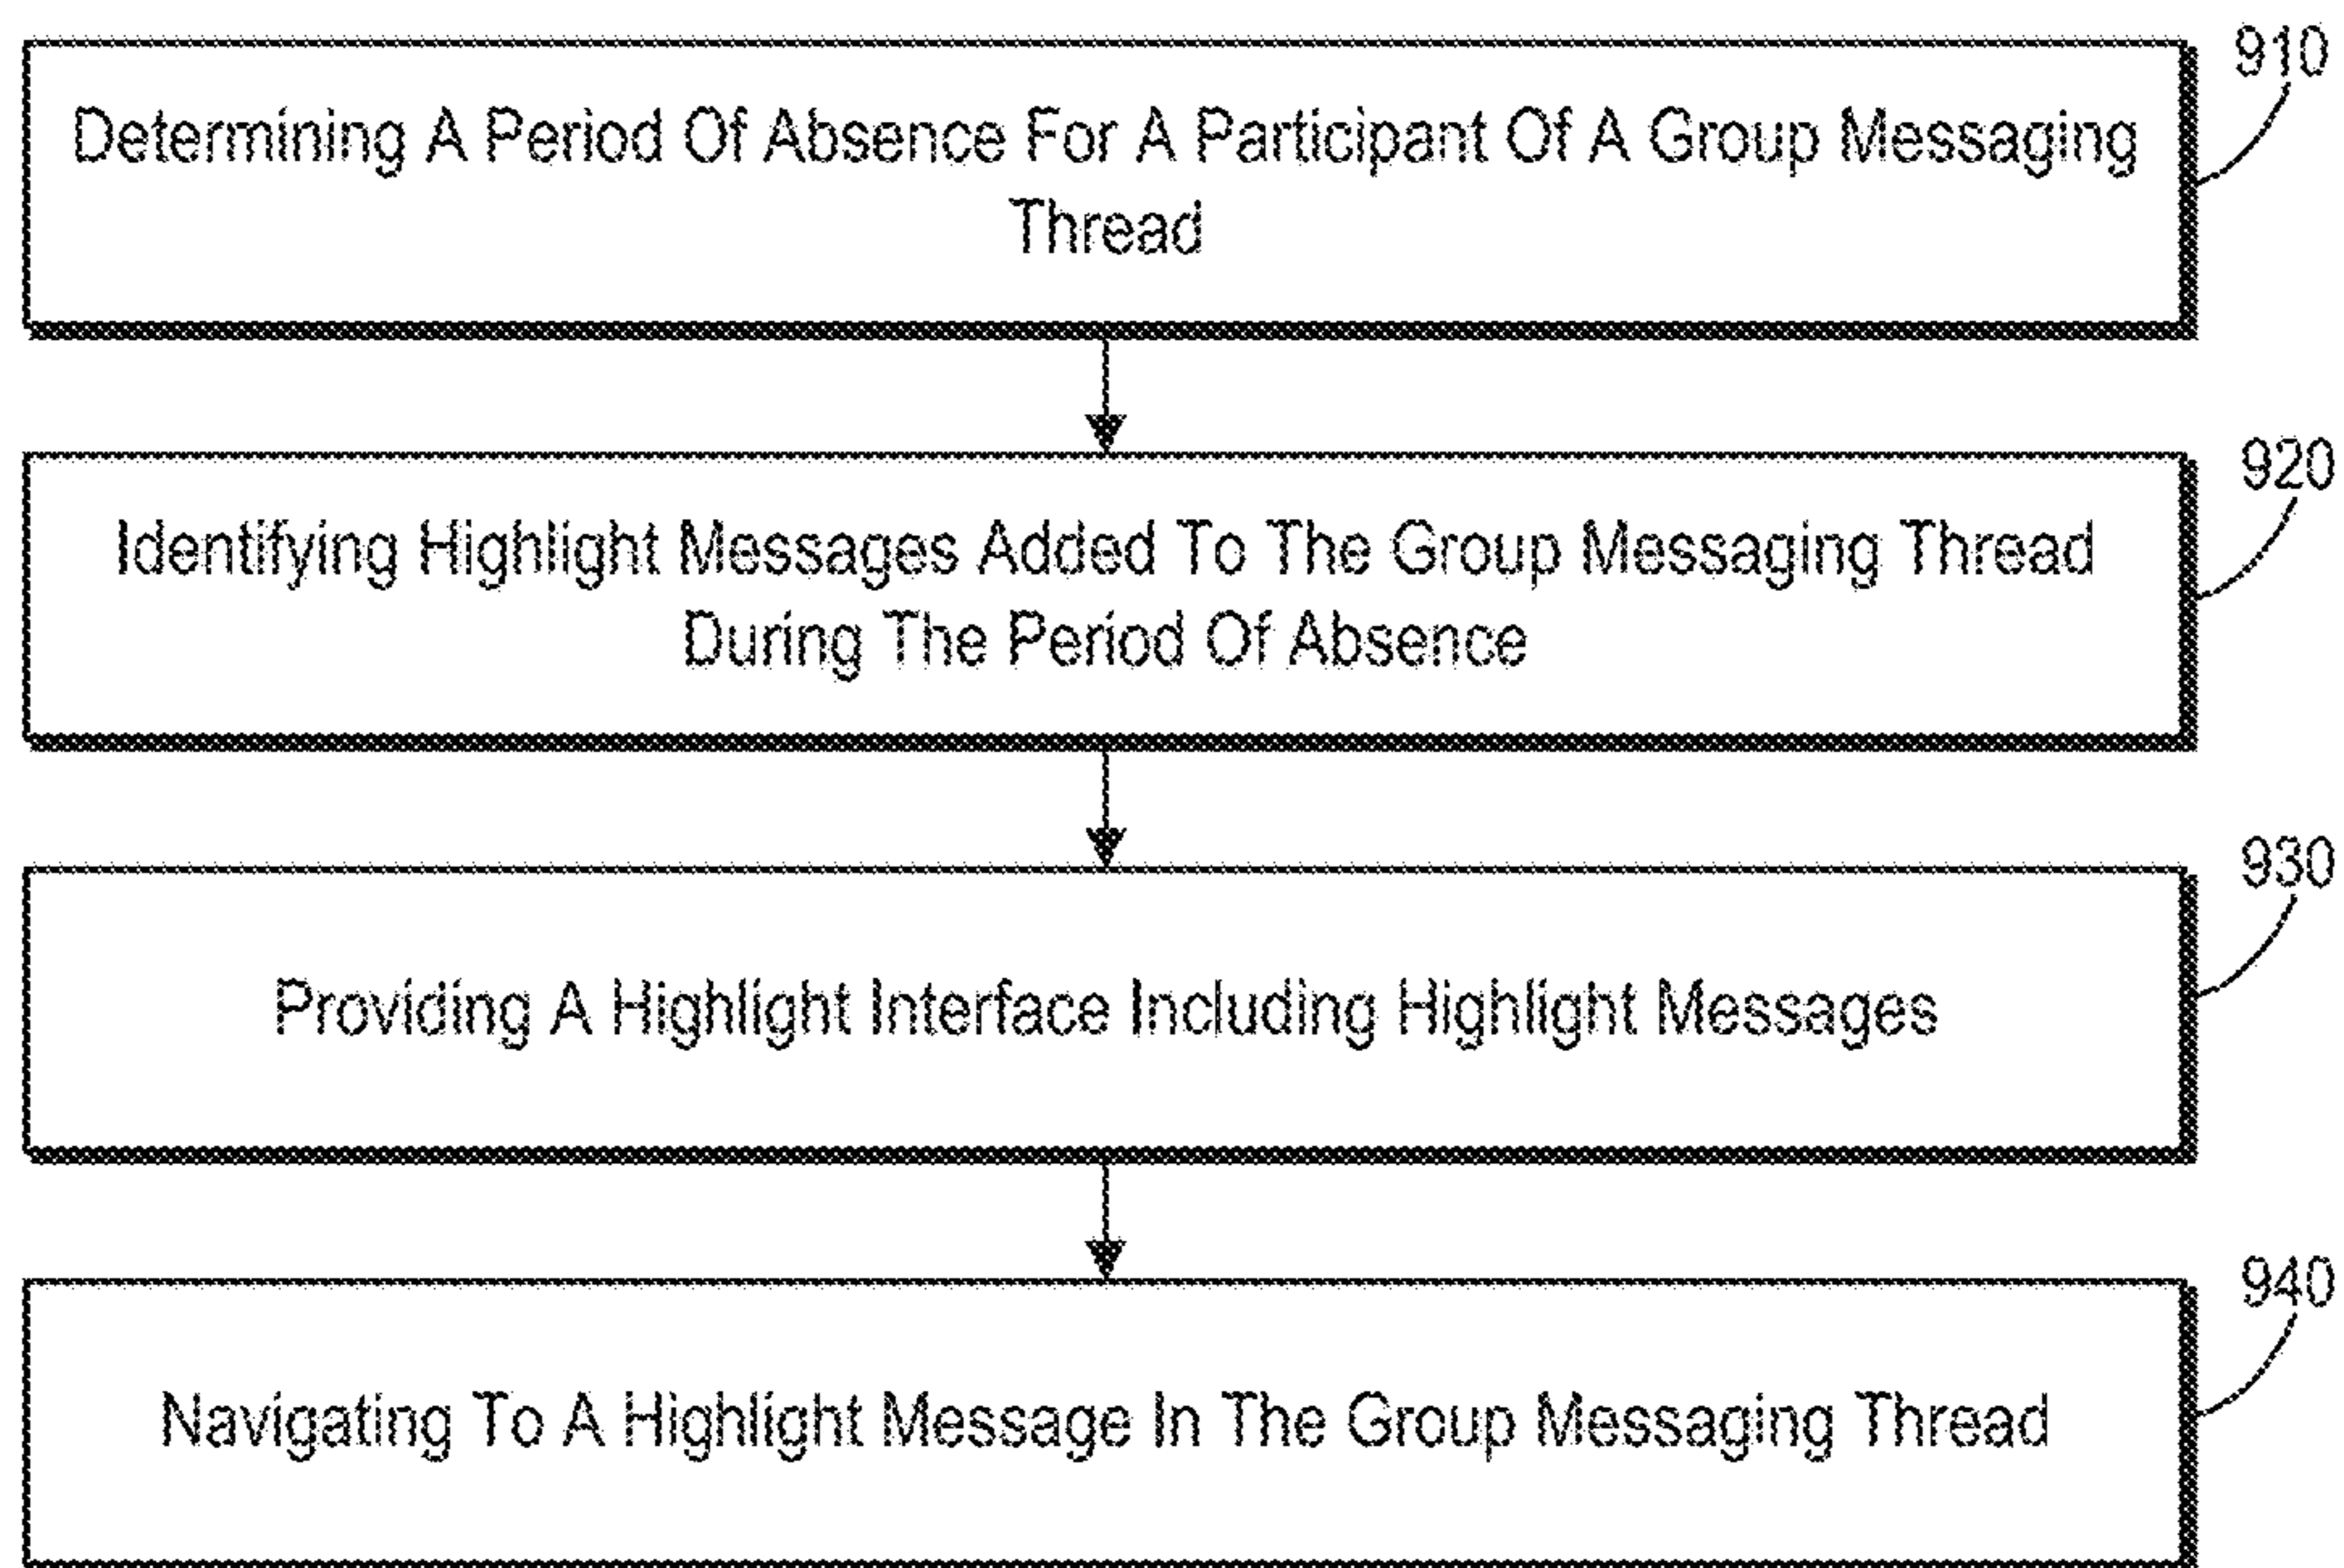 910
Determining A Period Of Absence For A Participant Of A Group Messaging
Thread
920
Identifying Highlight Messages Added To The Group Messaging Thread
During The Period Of Absence
930
Providing A Highlight Interface Including Highlight Messages
940
Navigating To A Highlight Message In The Group Messaging Thread